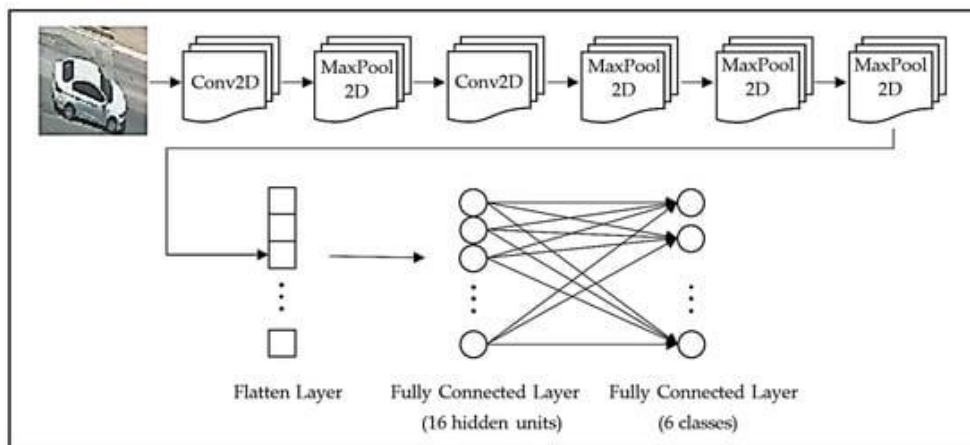 Conv2D
MaxPool
2D
Conv2D
MaxPool
2D
MaxPool
2D
MaxPool
2D
Flatten Layer
Fully Connected Layer
(16 hidden units)
Fully Connected Layer
(6 classes)